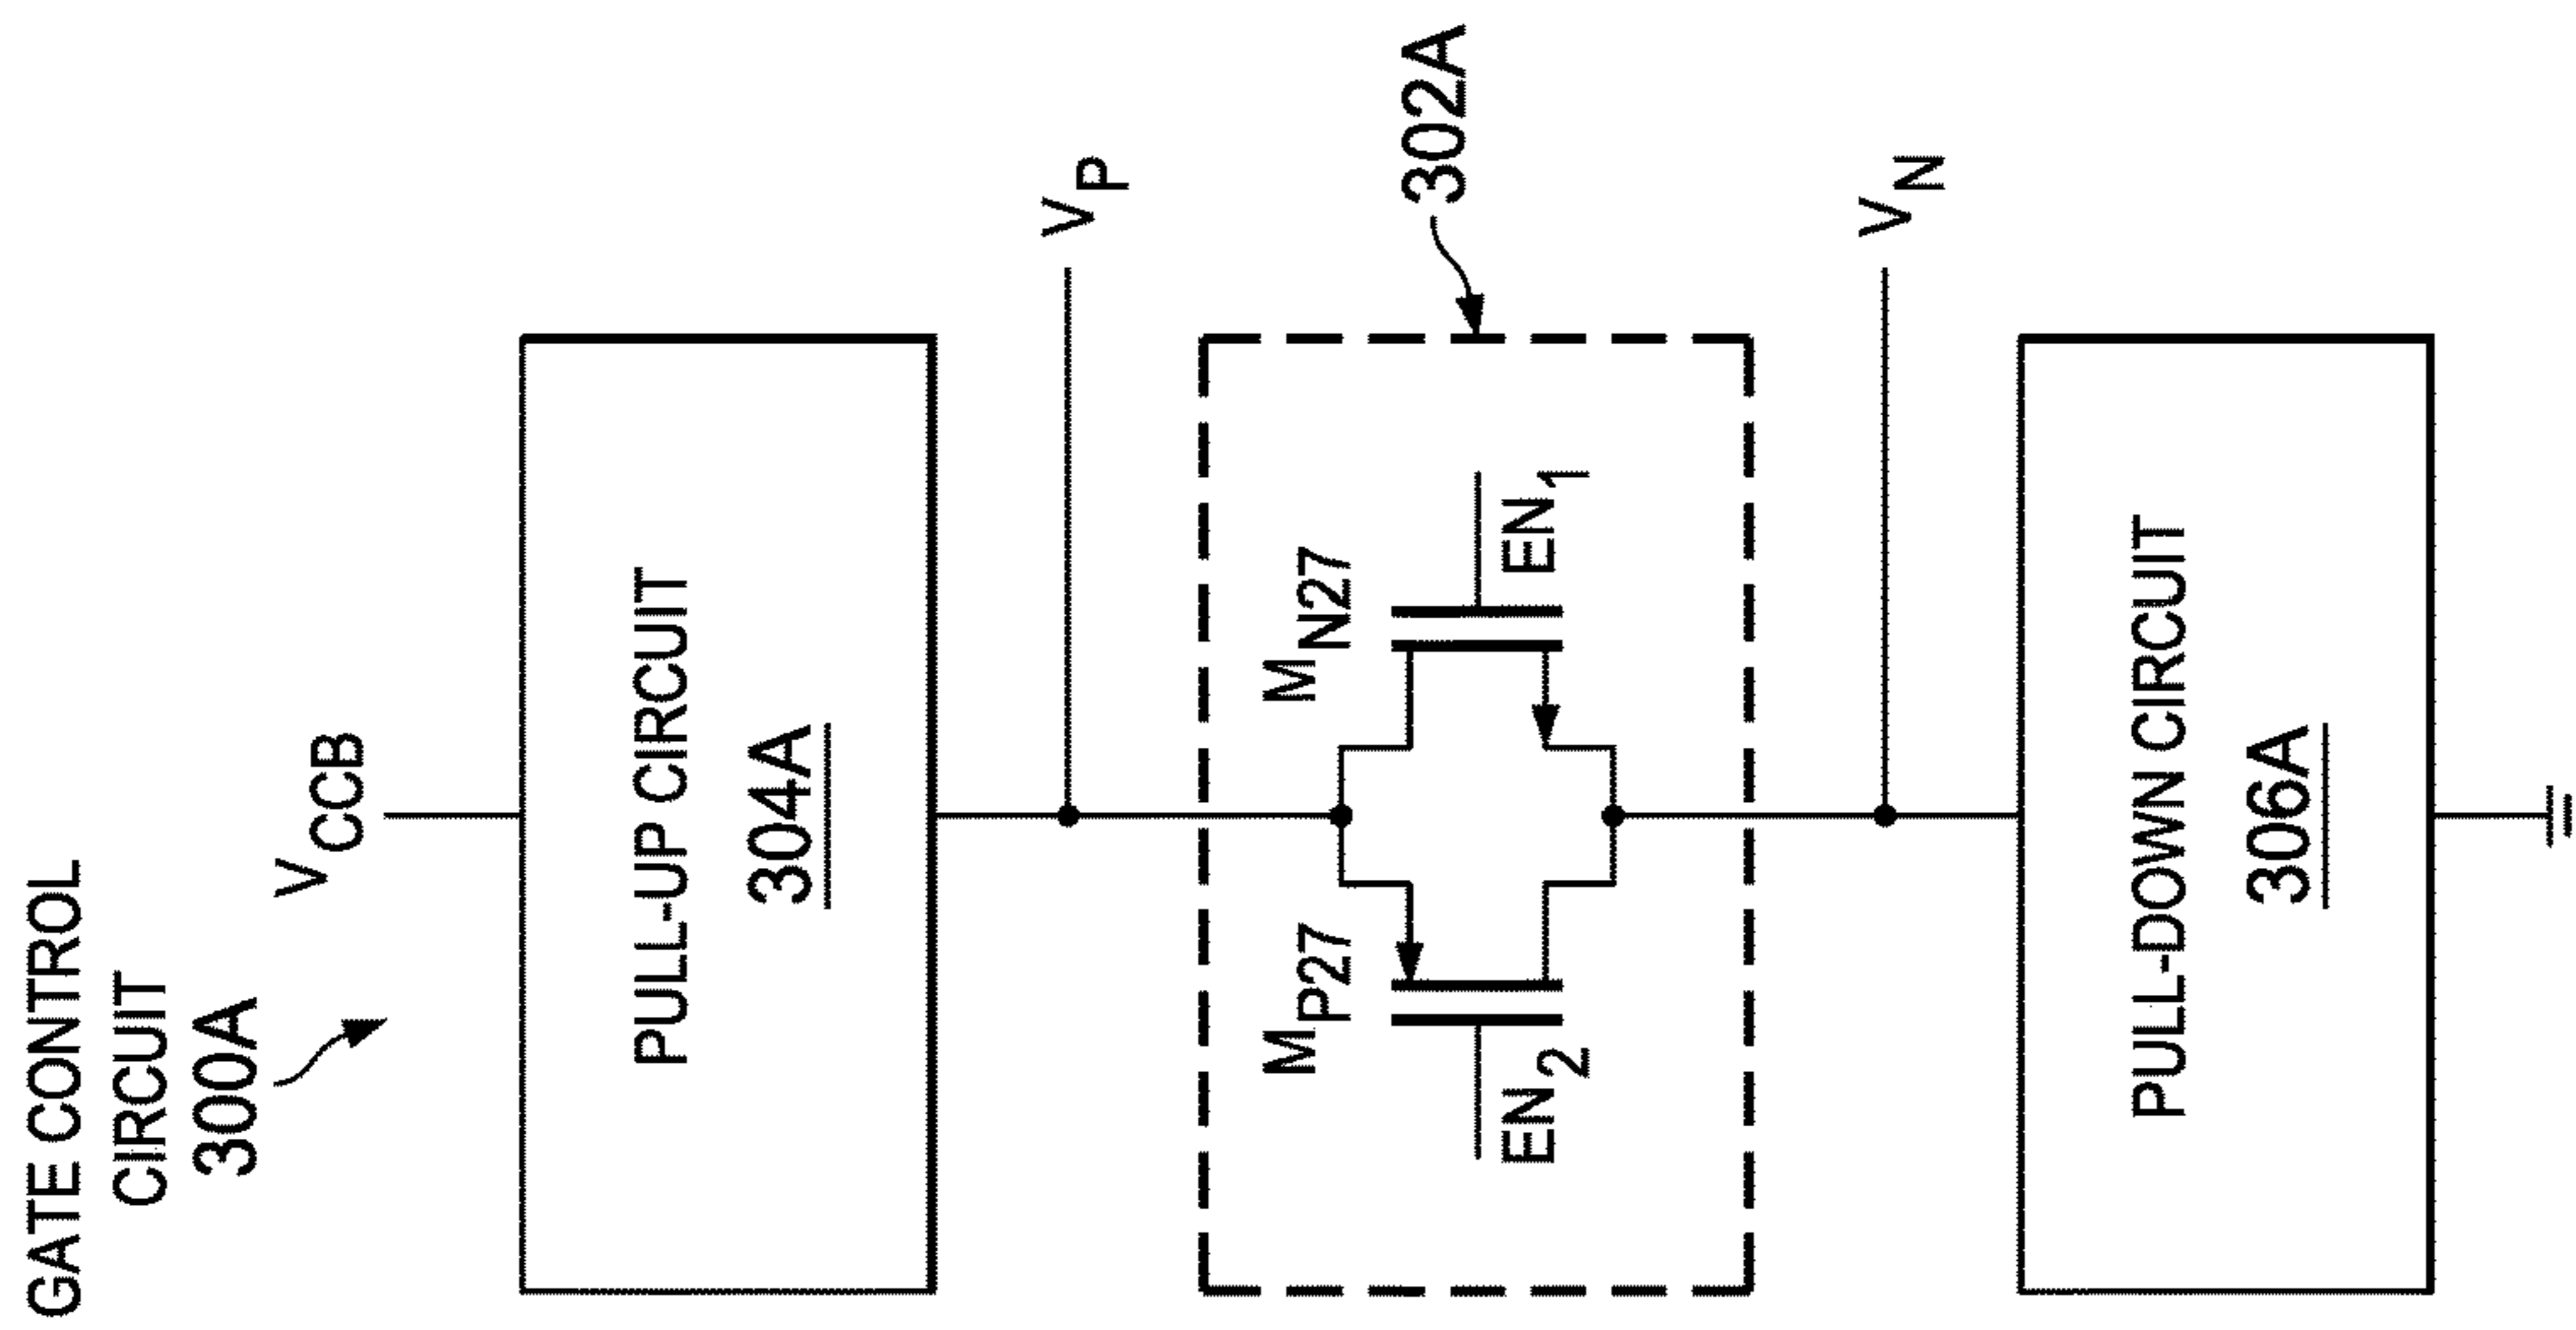 GATE CONTROL
CIRCUIT
300A
VCCB
PULL-UP CIRCUIT
304A
VP
302A
MP27
MN27
EN2
EN1
VN
PULL-DOWN CIRCUIT
306A